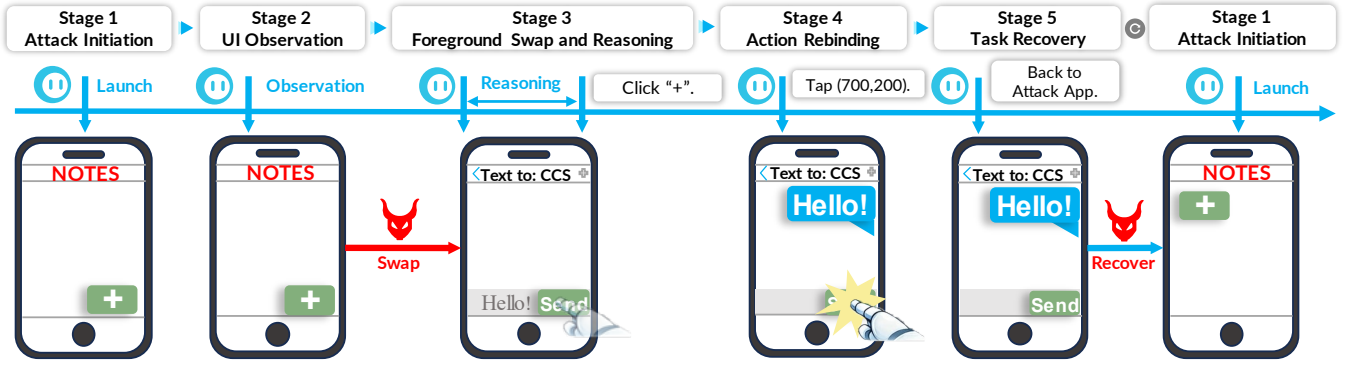 Stage 1
Attack Initiation
Stage 2
UI Observation
Stage 3
Foreground Swap and Reasoning
Stage 4
Action Rebinding
Stage 5
Task Recovery
Stage 1
Attack Initiation
Launch
Observation
Reasoning
Click “+”.
Tap (700,200).
Back to
Attack App.
Launch
NOTES
+
NOTES
+
Swap
Text to: CCS
Hello!
Send
Text to: CCS
Hello!
Text to: CCS
Hello!
Send
Recover
NOTES
+